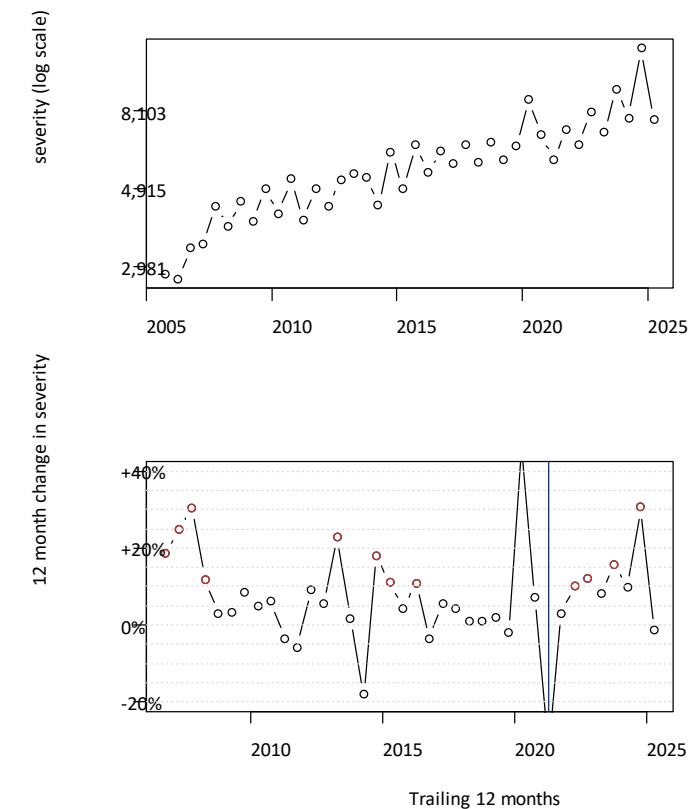 severity (log scale)
8,103
4,915
2,981
2005 2010 2015 2020 2025
12 month change in severity
+40%
+20%
0%
-20%
2010 2015 2020 2025
Trailing 12 months